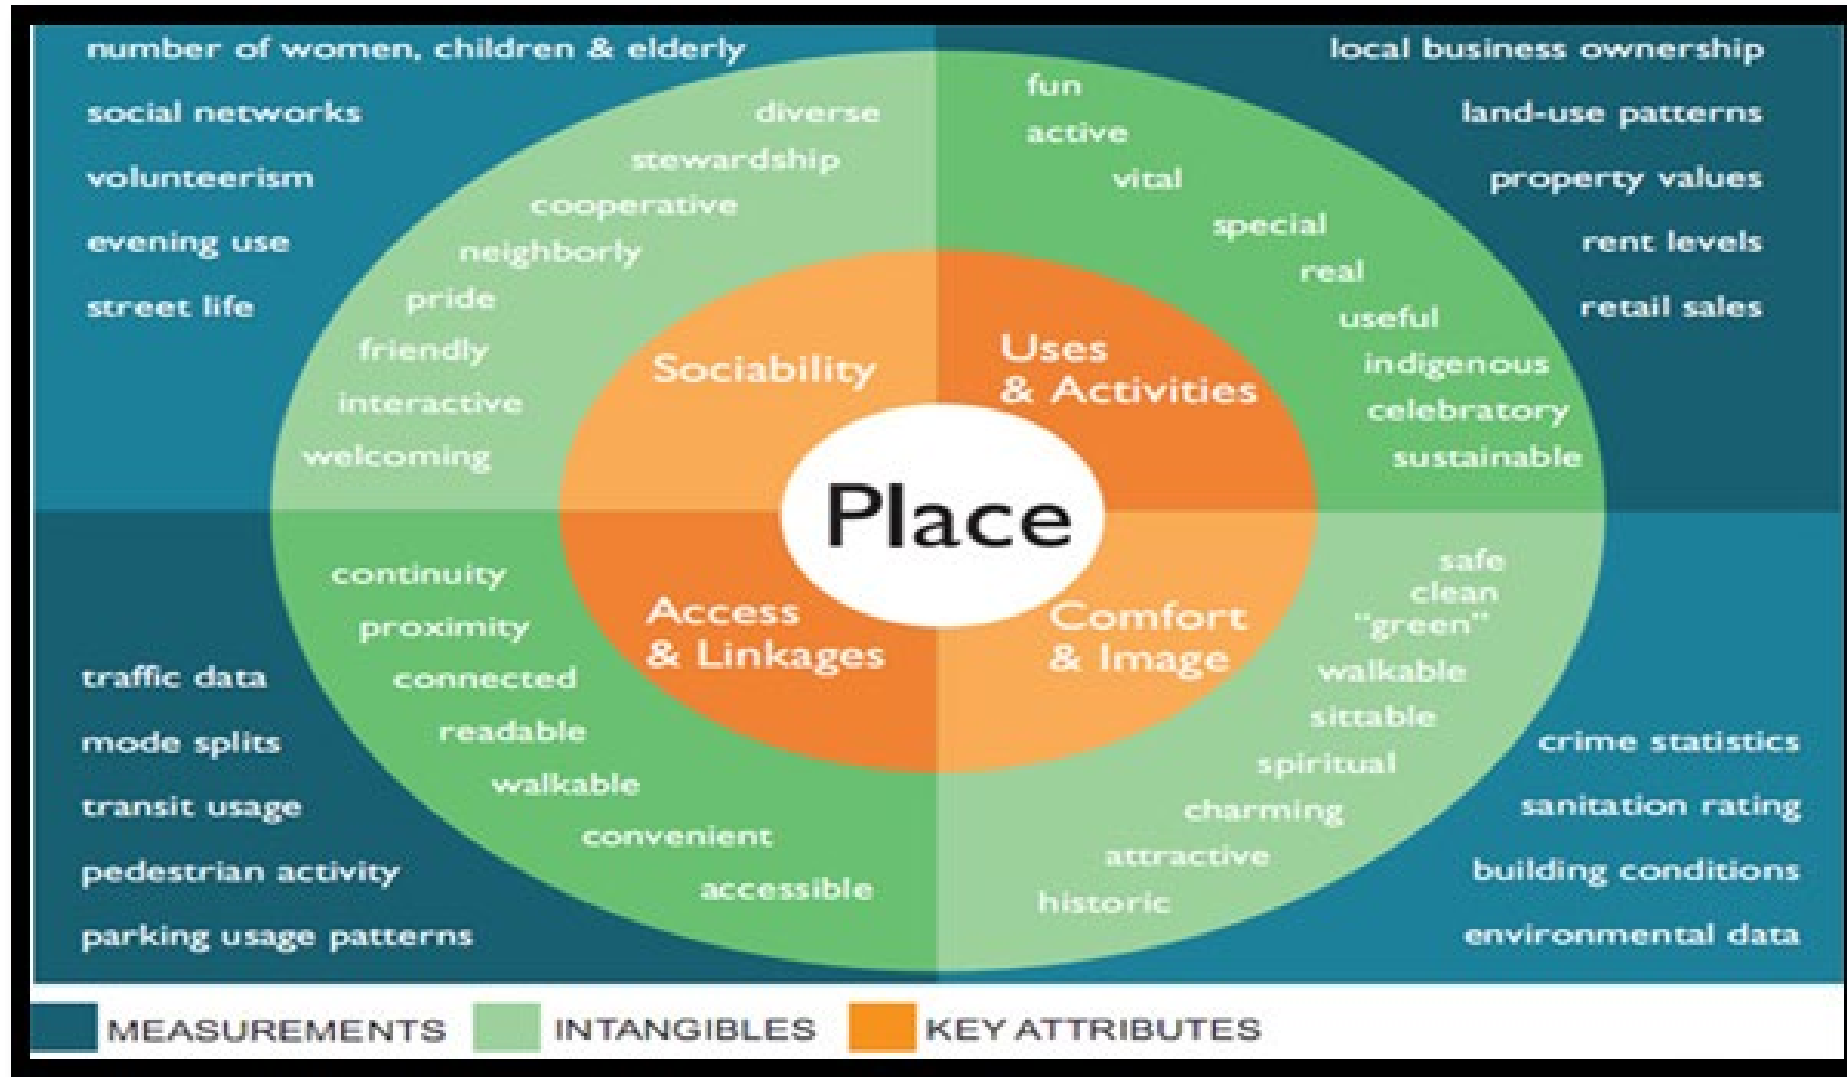 number of women, children & elderly
social networks
volunteerism
evening use
street life
diverse
stewardship
cooperative
neighborly
pride
friendly
interactive
welcoming
Sociability
fun
active
vital
special
real
useful
indigenous
celebratory
sustainable
Uses
& Activities
local business ownership
land-use patterns
property values
rent levels
retail sales
Place
continuity
proximity
connected
readable
walkable
convenient
accessible
Access
& Linkages
traffic data
mode splits
transit usage
pedestrian activity
parking usage patterns
Comfort
& Image
safe
clean
"green"
walkable
sittable
spiritual
charming
attractive
historic
crime statistics
sanitation rating
building conditions
environmental data
MEASUREMENTS
INTANGIBLES
KEY ATTRIBUTES